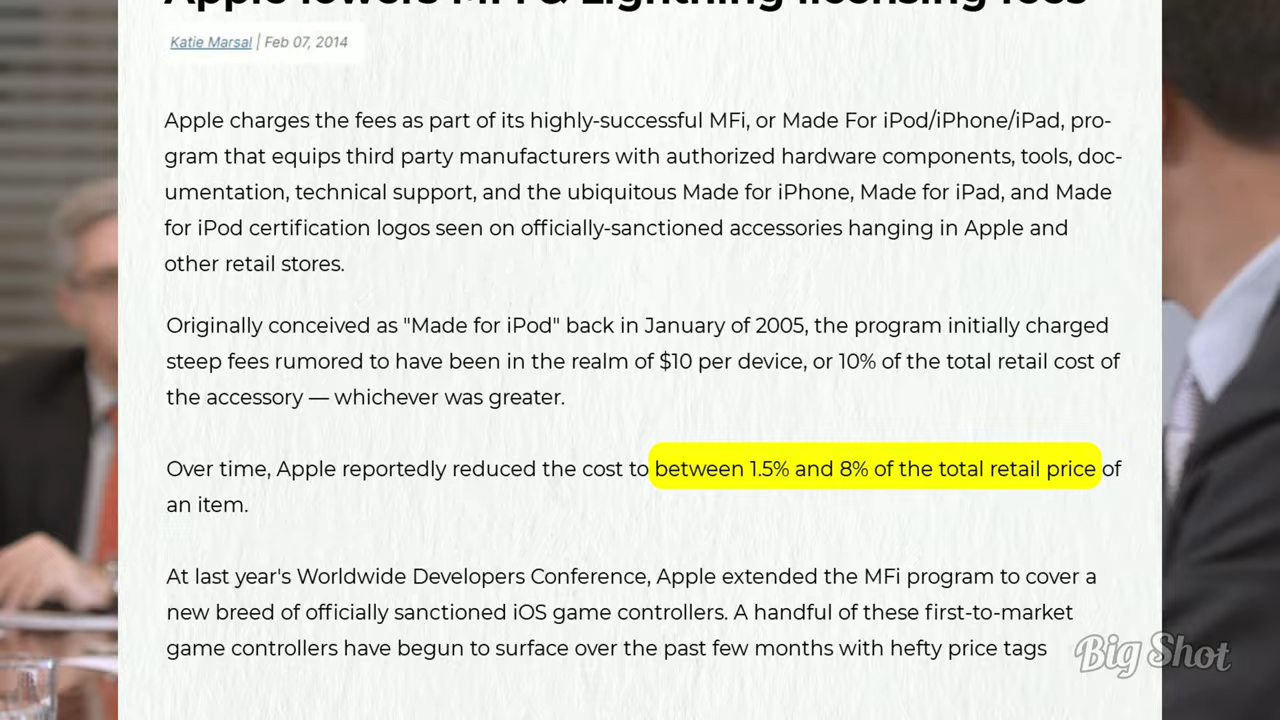 Apple lowers MFi & Lightning licensing fees
Katie Marsal | Feb 07, 2014
Apple charges the fees as part of its highly-successful MFi, or Made For iPod/iPhone/iPad, pro-
gram that equips third party manufacturers with authorized hardware components, tools, doc-
umentation, technical support, and the ubiquitous Made for iPhone, Made for iPad, and Made
for iPod certification logos seen on officially-sanctioned accessories hanging in Apple and
other retail stores.
Originally conceived as "Made for iPod" back in January of 2005, the program initially charged
steep fees rumored to have been in the realm of $10 per device, or 10% of the total retail cost of
the accessory — whichever was greater.
Over time, Apple reportedly reduced the cost to between 1.5% and 8% of the total retail price of
an item.
At last year's Worldwide Developers Conference, Apple extended the MFi program to cover a
new breed of officially sanctioned iOS game controllers. A handful of these first-to-market
game controllers have begun to surface over the past few months with hefty price tags
Big Shot